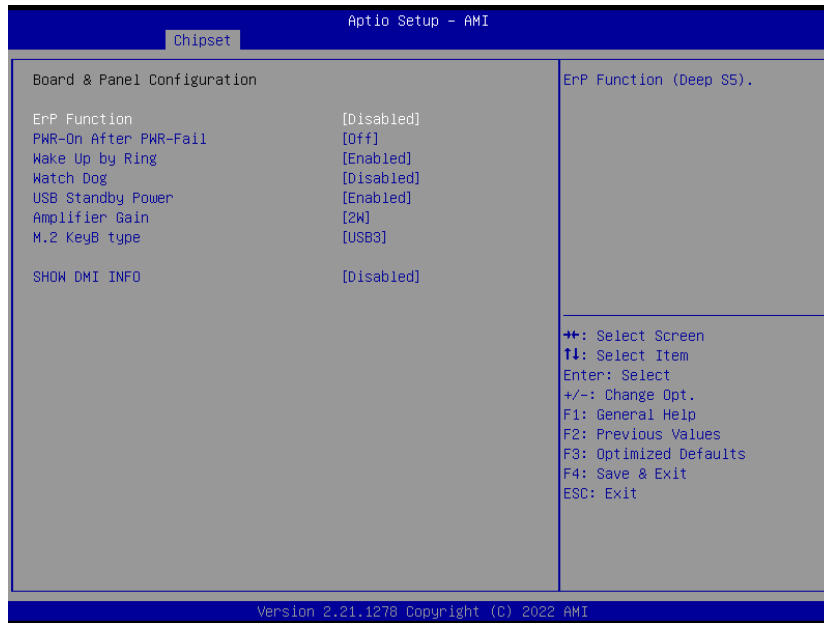 Aptio Setup – AMI
Chipset
Board & Panel Configuration
ErP Function [Disabled]
PWR-On After PWR-Fail [Off]
Wake Up by Ring [Enabled]
Watch Dog [Disabled]
USB Standby Power [Enabled]
Amplifier Gain [2W]
M.2 KeyB type [USB3]
SHOW DMI INFO [Disabled]
ErP Function (Deep S5).
→←: Select Screen
↑↓: Select Item
Enter: Select
+/-: Change Opt.
F1: General Help
F2: Previous Values
F3: Optimized Defaults
F4: Save & Exit
ESC: Exit
Version 2.21.1278 Copyright (C) 2022 AMI